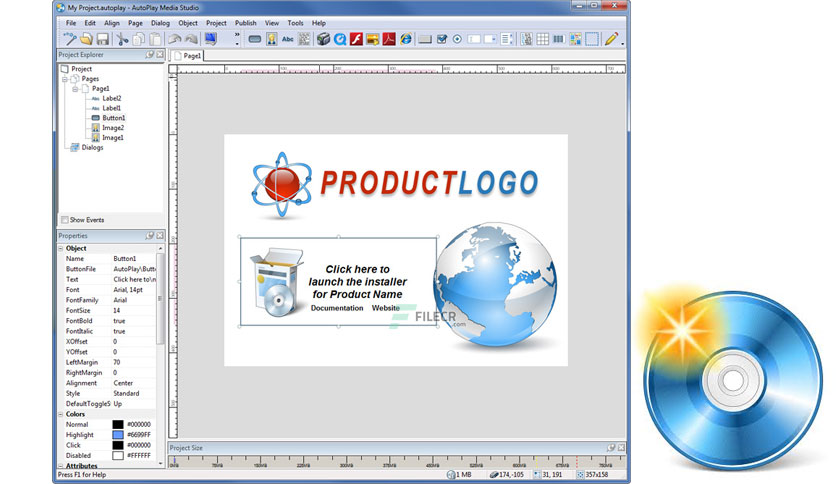 My Project.autoplay - AutoPlay Media Studio
File Edit Align Page Dialog Object Project Publish View Tools Help
Project Explorer
Page1
Project
Pages
Page1
Label2
Label1
Button1
Image2
Image1
Dialogs
Show Events
Properties
Object
Name Button1
ButtonFile AutoPlay\Butt
Text Click here to\n
Font Arial, 14pt
FontFamily Arial
FontSize 14
FontBold true
FontItalic true
XOffset 0
YOffset 0
LeftMargin 70
RightMargin 0
Alignment Center
Style Standard
DefaultToggleS Up
Colors
Normal #000000
Highlight #6699FF
Click #000000
Disabled #FFFFFF
Attributes
PRODUCTLOGO
Click here to
launch the installer
for Product Name
Documentation Website
FILECR
.com
Project Size
Press F1 for Help
1 MB 174,-105 31, 191 357x158